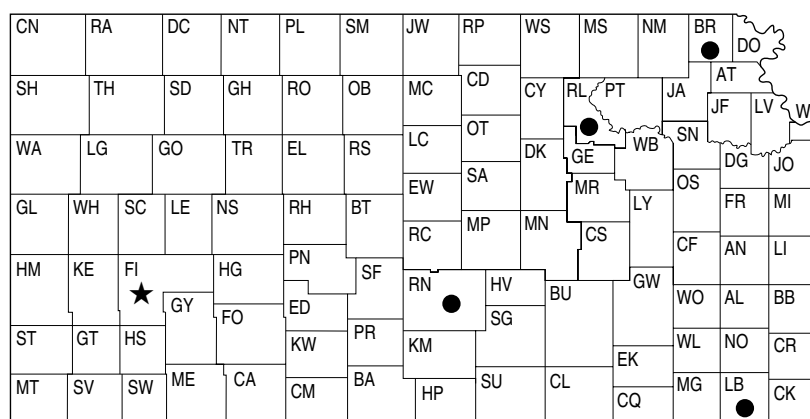 CN RA DC NT PL SM JW RP WS MS NM BR DO
SH TH SD GH RO OB MC CD CY RL PT JA AT
JF LV W
WA LG GO TR EL RS LC OT DK GE WB SN DG JO
GL WH SC LE NS RH BT EW SA MR LY OS FR MI
RC MP MN CS
HM KE FI HG PN SF RN HV BU GW CF AN LI
GY FO ED SG WO AL BB
ST GT HS KW PR KM EK WL NO CR
MT SV SW ME CA CM BA HP SU CL CQ MG LB CK